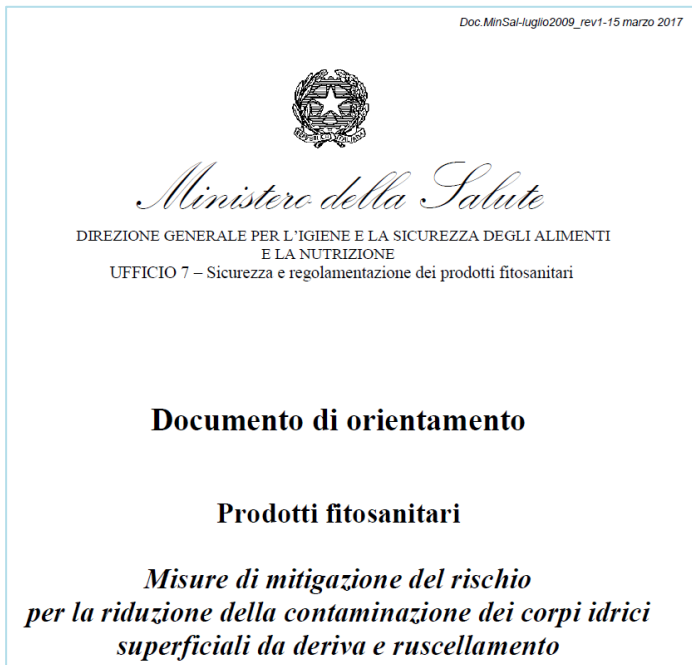 Doc.MinSal-luglio2009_rev1-15 marzo 2017
REPVBBLICA ITALIANA
Ministero della Salute
DIREZIONE GENERALE PER L'IGIENE E LA SICUREZZA DEGLI ALIMENTI
E LA NUTRIZIONE
UFFICIO 7 – Sicurezza e regolamentazione dei prodotti fitosanitari
Documento di orientamento
Prodotti fitosanitari
Misure di mitigazione del rischio
per la riduzione della contaminazione dei corpi idrici
superficiali da deriva e ruscellamento